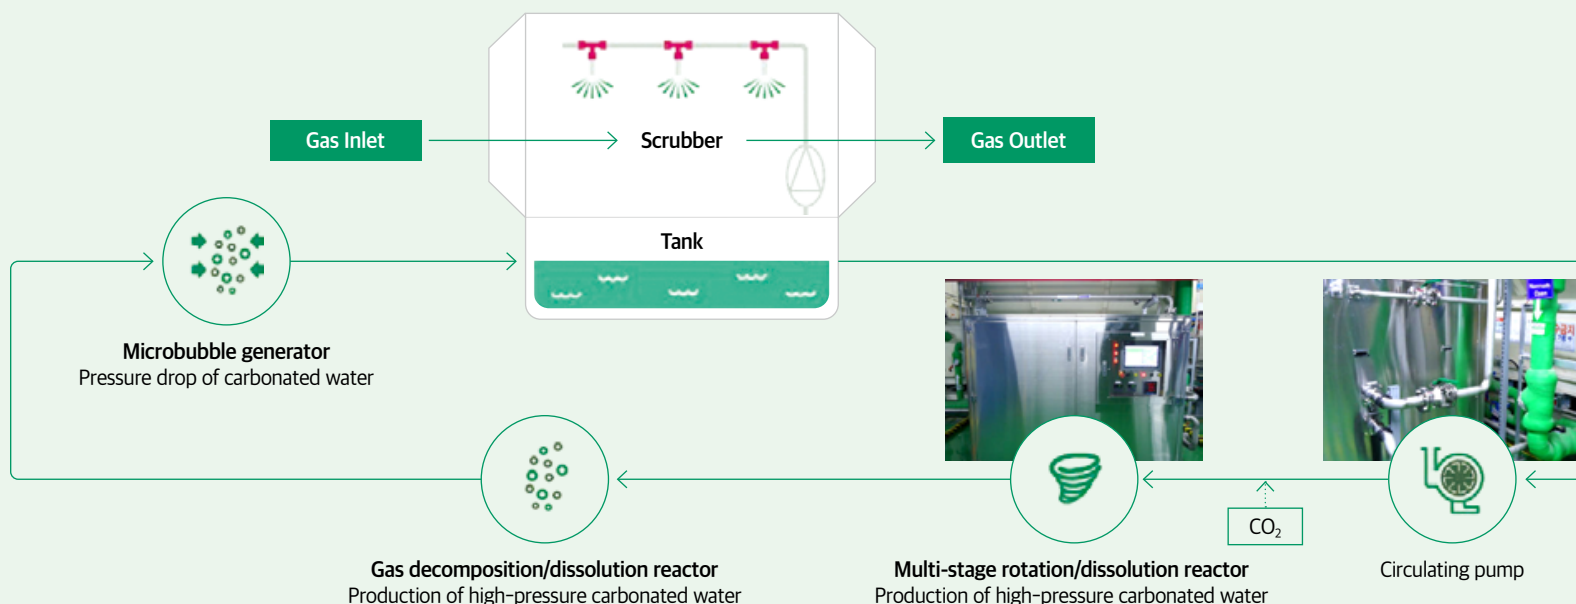 Gas Inlet
Scrubber
Gas Outlet
Tank
Microbubble generator
Pressure drop of carbonated water
CO₂
Gas decomposition/dissolution reactor
Production of high-pressure carbonated water
Multi-stage rotation/dissolution reactor
Production of high-pressure carbonated water
Circulating pump